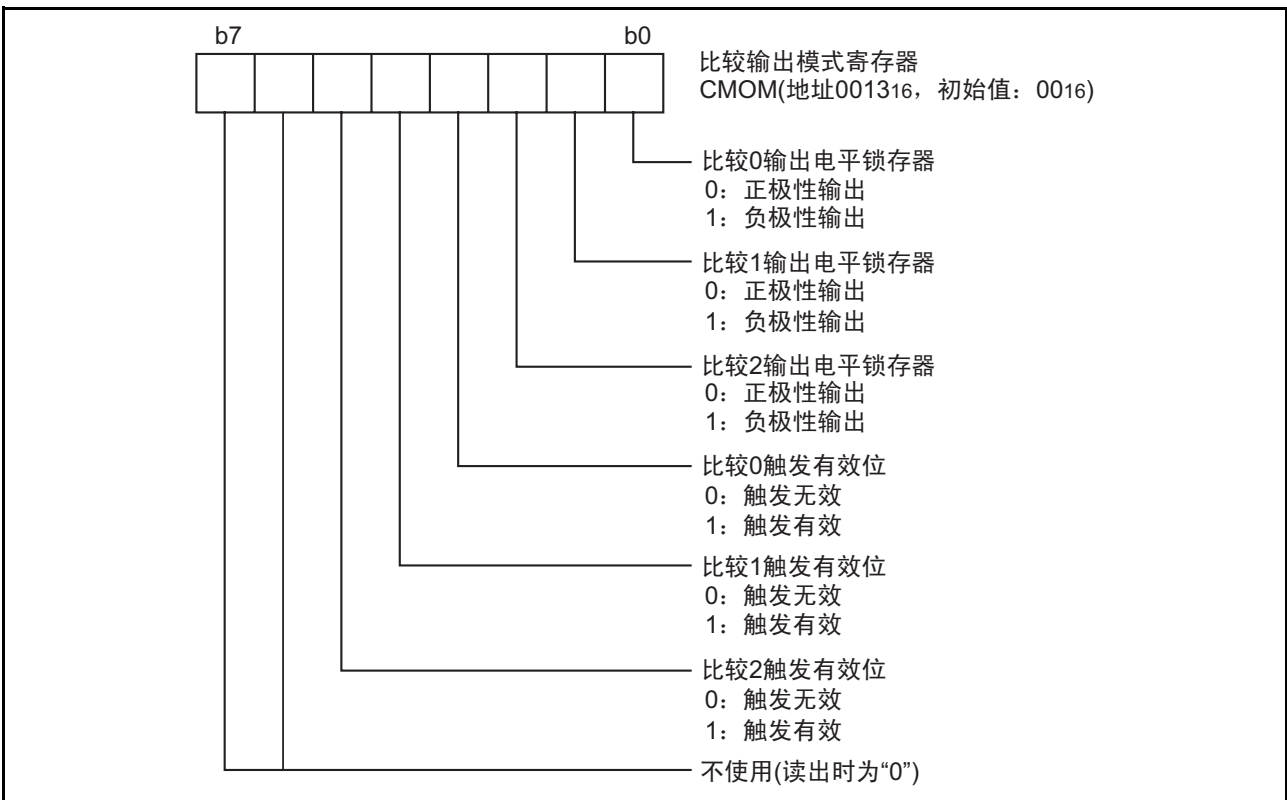 b7 b0
比较输出模式寄存器
CMOM(地址001316，初始值：0016)
比较0输出电平锁存器
0：正极性输出
1：负极性输出
比较1输出电平锁存器
0：正极性输出
1：负极性输出
比较2输出电平锁存器
0：正极性输出
1：负极性输出
比较0触发有效位
0：触发无效
1：触发有效
比较1触发有效位
0：触发无效
1：触发有效
比较2触发有效位
0：触发无效
1：触发有效
不使用(读出时为“0”)